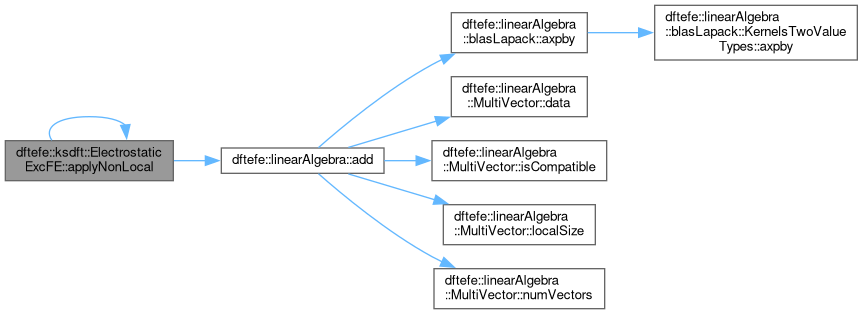 dftefe::ksdft::Electrostatic
ExcFE::applyNonLocal
dftefe::linearAlgebra::add
dftefe::linearAlgebra
::blasLapack::axpby
dftefe::linearAlgebra
::blasLapack::KernelsTwoValue
Types::axpby
dftefe::linearAlgebra
::MultiVector::data
dftefe::linearAlgebra
::MultiVector::isCompatible
dftefe::linearAlgebra
::MultiVector::localSize
dftefe::linearAlgebra
::MultiVector::numVectors